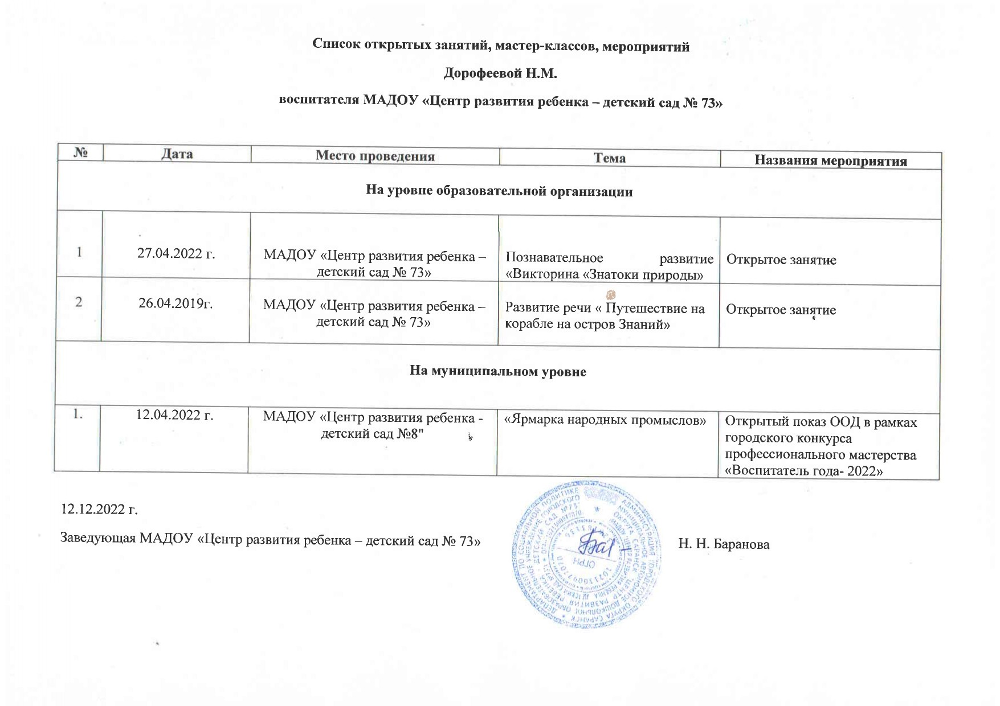 Список открытых занятий, мастер-классов, мероприятий
Дорофеевой Н.М.
воспитателя МАДОУ «Центр развития ребенка – детский сад № 73»
№ Дата Место проведения Тема Названия мероприятия
На уровне образовательной организации
1 27.04.2022 г. МАДОУ «Центр развития ребенка – Познавательное развитие Открытое занятие
детский сад № 73» «Викторина «Знатоки природы»
2 26.04.2019г. МАДОУ «Центр развития ребенка – Развитие речи « Путешествие на Открытое занятие
детский сад № 73» корабле на остров Знаний»
На муниципальном уровне
1. 12.04.2022 г. МАДОУ «Центр развития ребенка - «Ярмарка народных промыслов» Открытый показ ООД в рамках
детский сад №8" городского конкурса
профессионального мастерства
«Воспитатель года- 2022»
12.12.2022 г.
Заведующая МАДОУ «Центр развития ребенка – детский сад № 73» Н. Н. Баранова
ОГРН